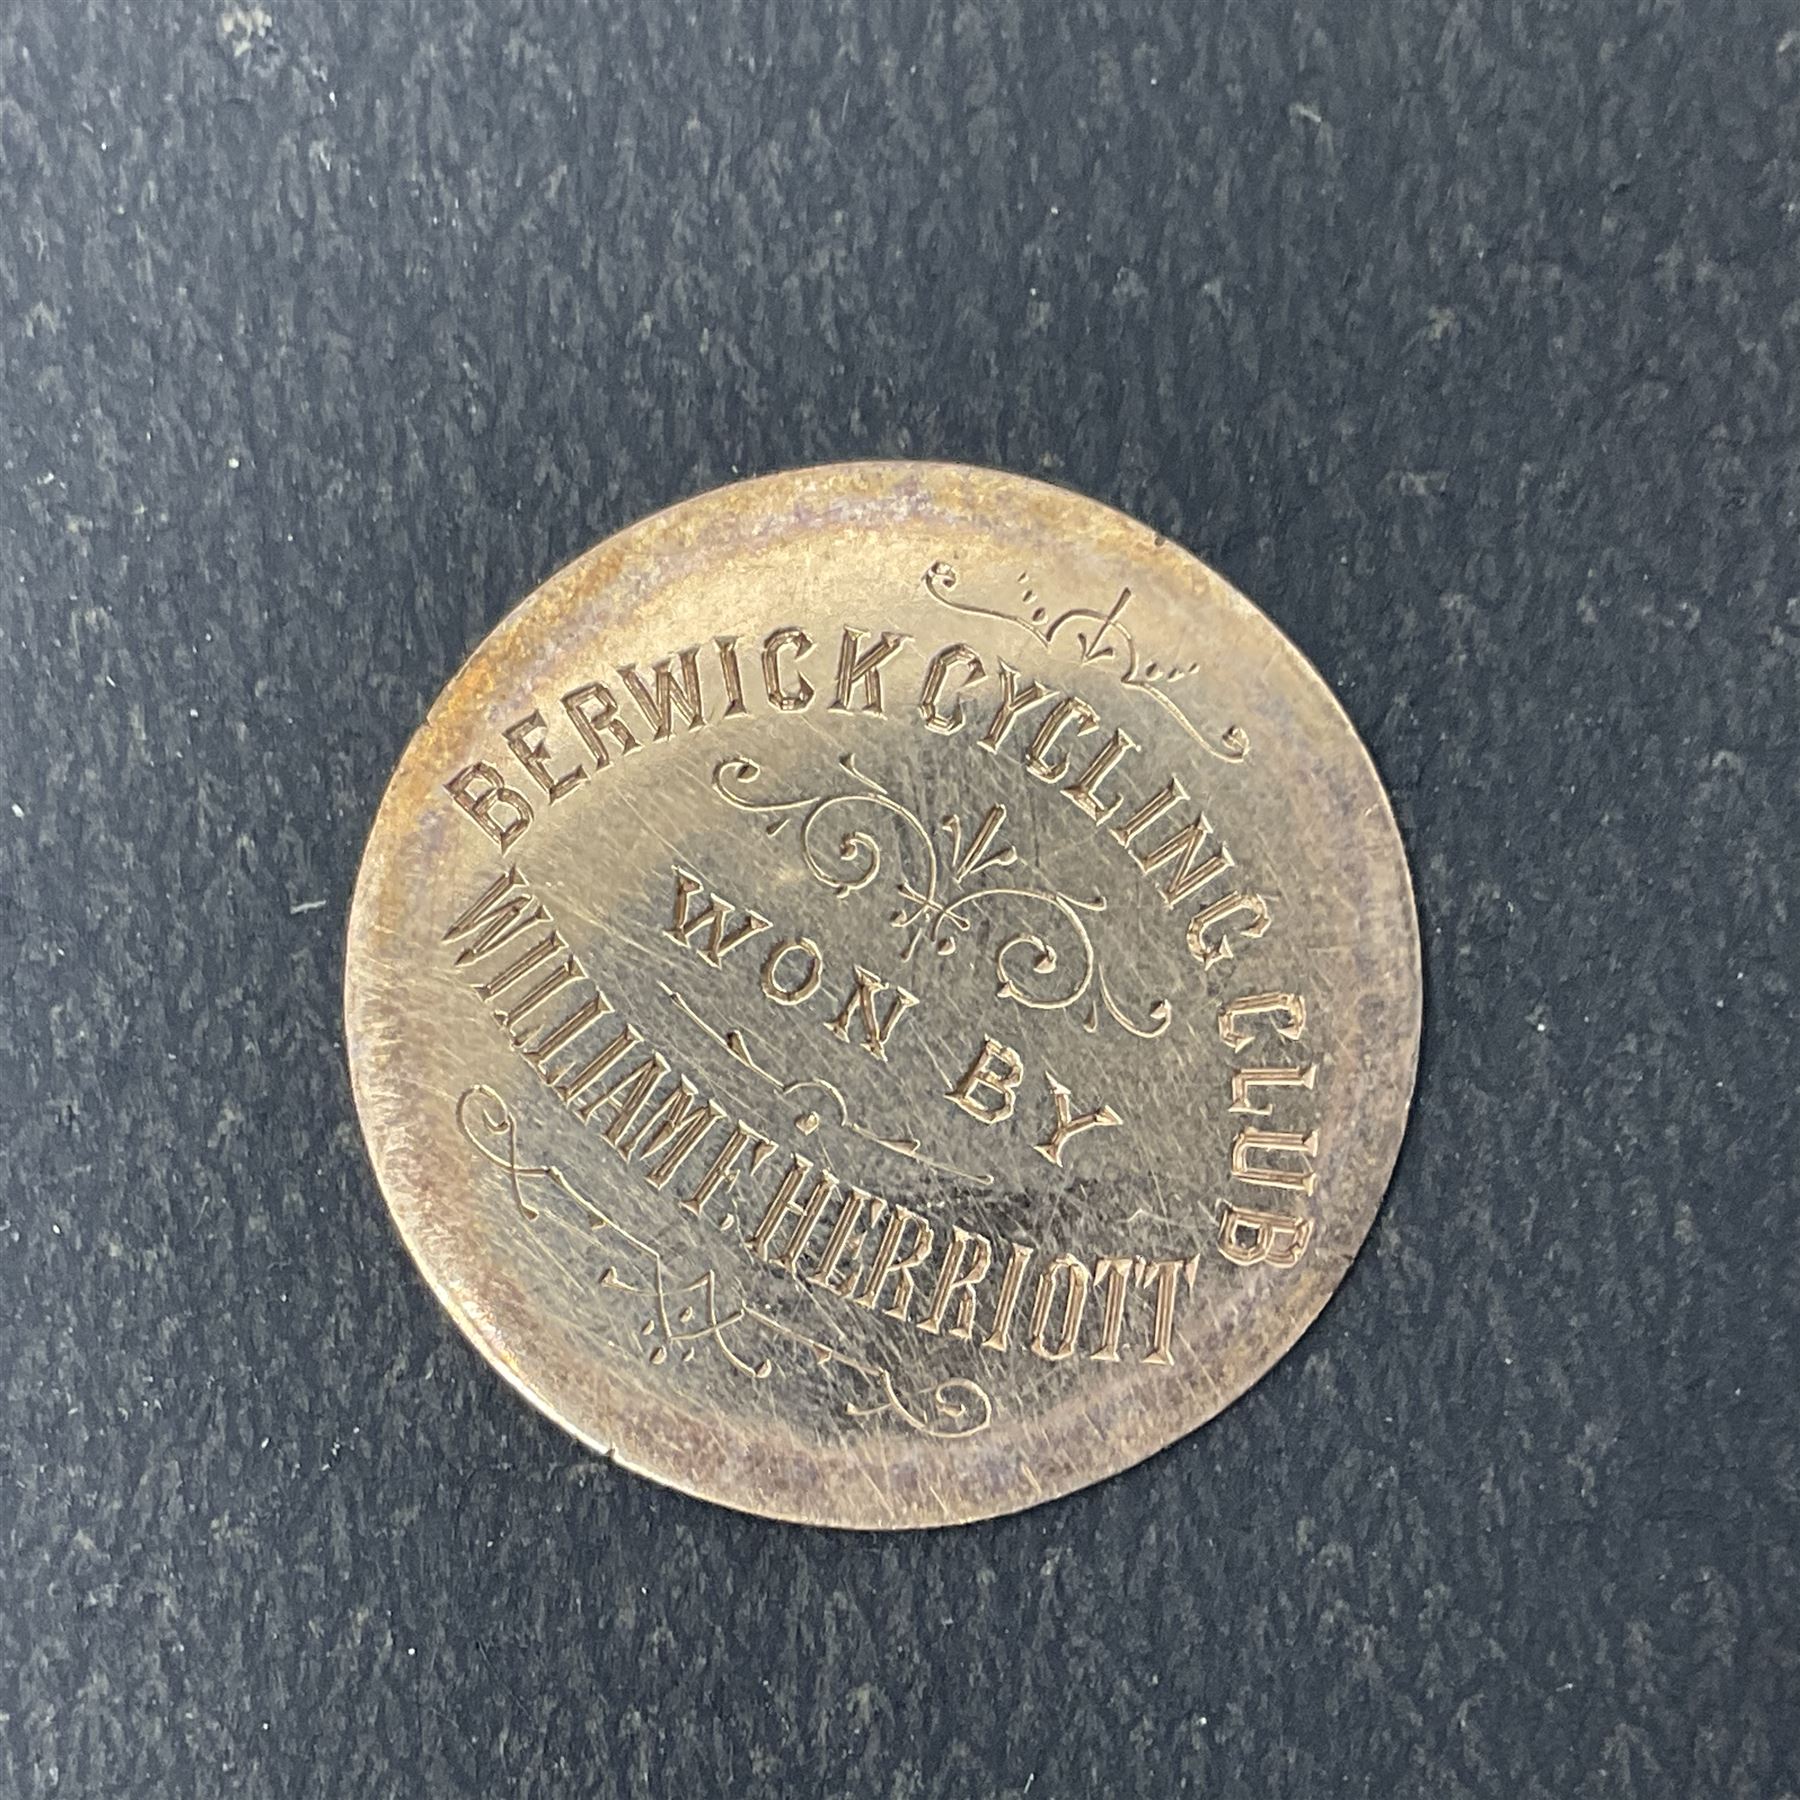 BERWICK CYCLING CLUB
WON BY
WILLIAM F. HERRIOTT